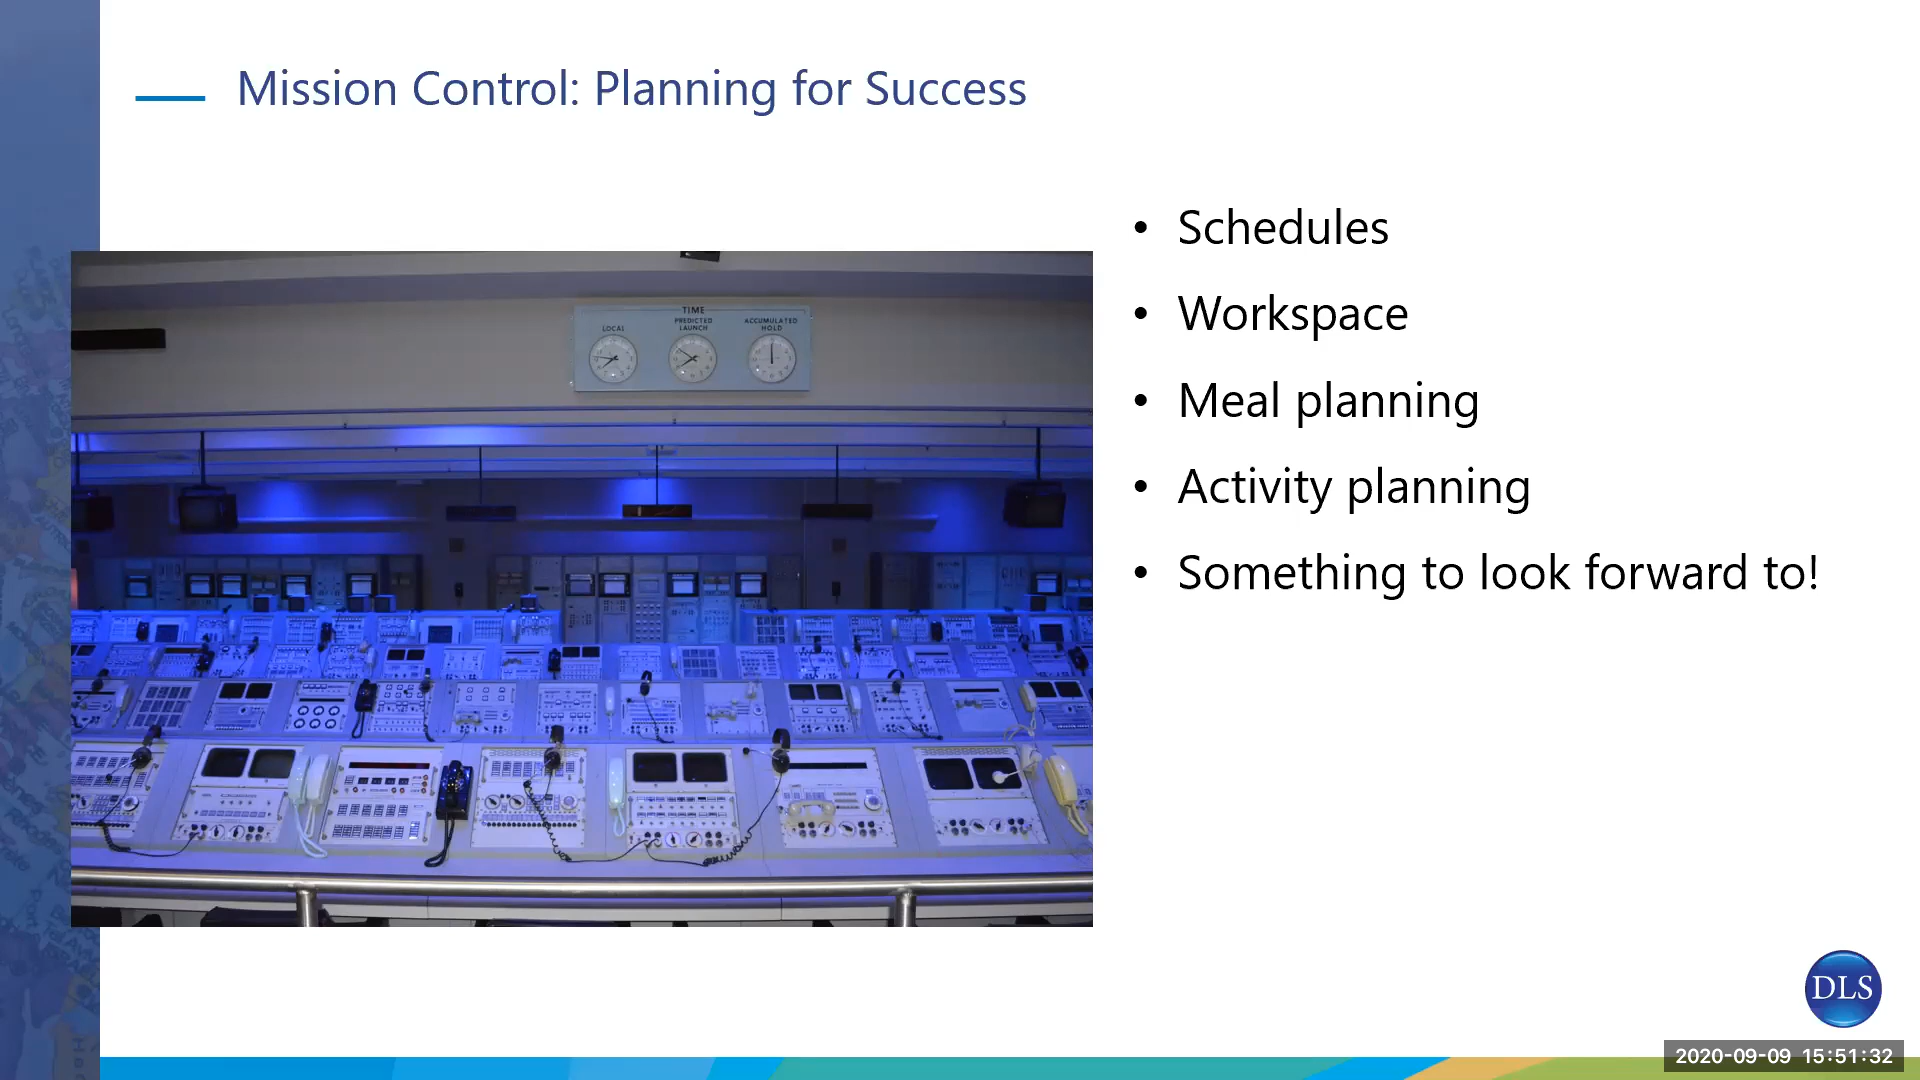 Mission Control: Planning for Success
• Schedules
• Workspace
• Meal planning
• Activity planning
• Something to look forward to!
TIME
LOCAL
PREDICTED
LAUNCH
ACCUMULATED
HOLD
DLS
2020-09-09 15:51:32